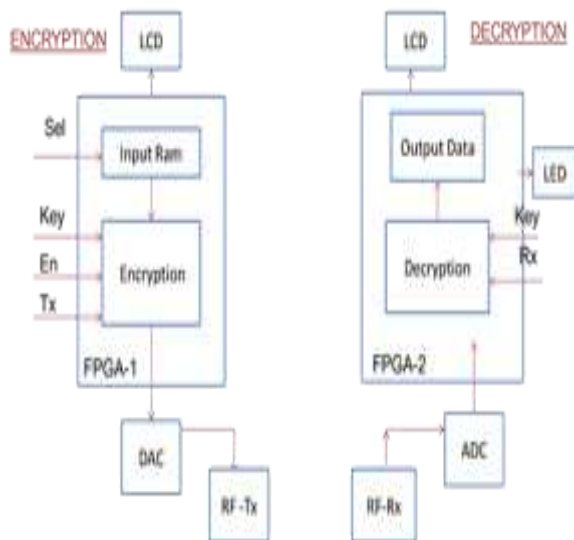 ENCRYPTION
LCD
Sel
Input Ram
Key
En
Encryption
Tx
FPGA-1
DAC
RF -Tx
LCD
DECRYPTION
Output Data
LED
Key
Rx
Decryption
FPGA-2
ADC
RF-Rx